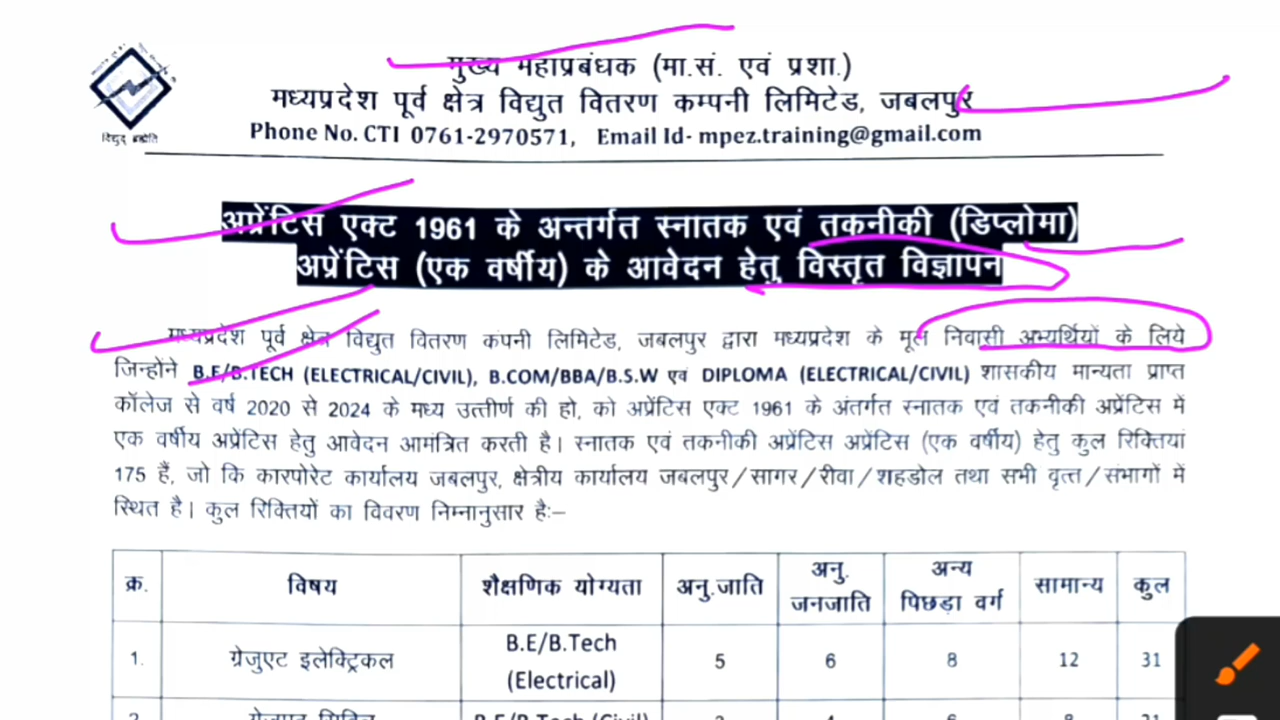 मुख्य महाप्रबंधक (मा.सं. एवं प्रशा.)
मध्यप्रदेश पूर्व क्षेत्र विद्युत वितरण कम्पनी लिमिटेड, जबलपुर
Phone No. CTI 0761-2970571, Email Id- mpez.training@gmail.com
अप्रेंटिस एक्ट 1961 के अन्तर्गत स्नातक एवं तकनीकी (डिप्लोमा)
अप्रेंटिस (एक वर्षीय) के आवेदन हेतु विस्तृत विज्ञापन
मध्यप्रदेश पूर्व क्षेत्र विद्युत वितरण कंपनी लिमिटेड, जबलपुर द्वारा मध्यप्रदेश के मूल निवासी अभ्यर्थियों के लिये
जिन्होंने B.E/B.TECH (ELECTRICAL/CIVIL), B.COM/BBA/B.S.W एवं DIPLOMA (ELECTRICAL/CIVIL) शासकीय मान्यता प्राप्त
कॉलेज से वर्ष 2020 से 2024 के मध्य उत्तीर्ण की हो, को अप्रेंटिस एक्ट 1961 के अंतर्गत स्नातक एवं तकनीकी अप्रेंटिस में
एक वर्षीय अप्रेंटिस हेतु आवेदन आमंत्रित करती है। स्नातक एवं तकनीकी अप्रेंटिस अप्रेंटिस (एक वर्षीय) हेतु कुल रिक्तियां
175 हैं, जो कि कारपोरेट कार्यालय जबलपुर, क्षेत्रीय कार्यालय जबलपुर/सागर/रीवा/शहडोल तथा सभी वृत्त/संभागों में
स्थित है। कुल रिक्तियों का विवरण निम्नानुसार है:–
क्र. विषय शैक्षणिक योग्यता अनु.जाति अनु. जनजाति अन्य पिछड़ा वर्ग सामान्य कुल
1. ग्रेजुएट इलेक्ट्रिकल B.E/B.Tech (Electrical) 5 6 8 12 31